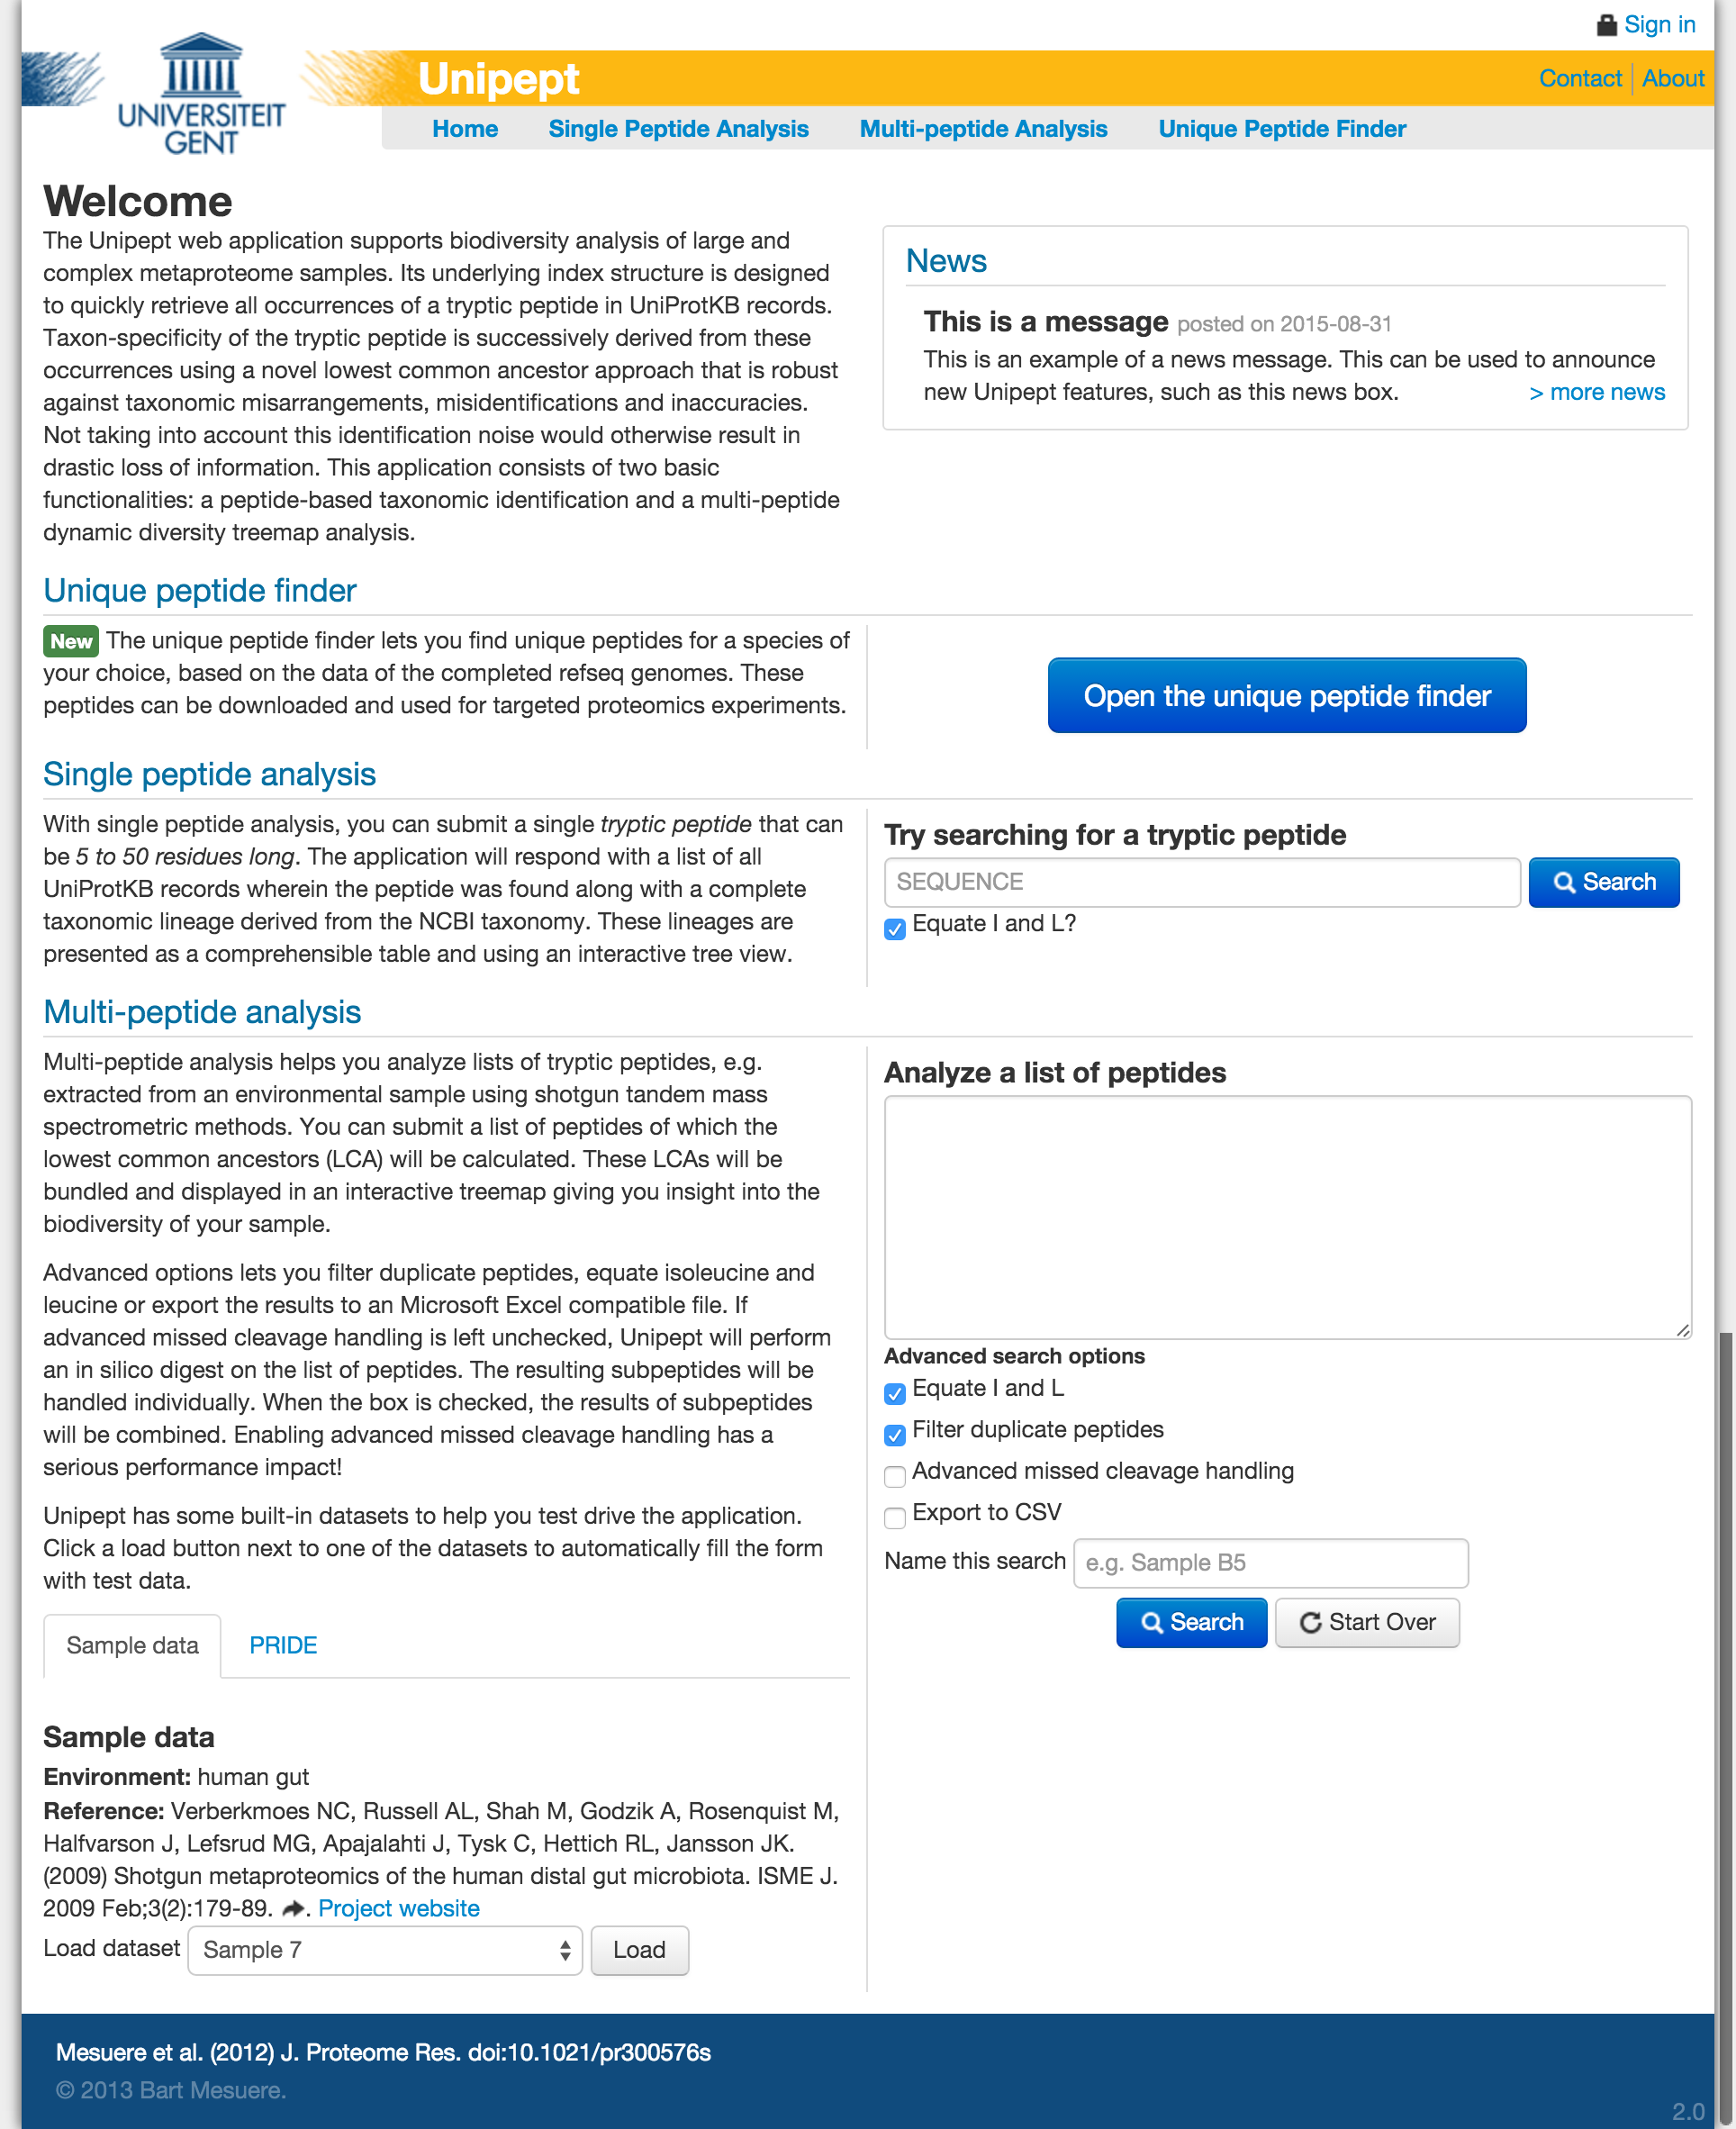 Sign in
UNIVERSITEIT
GENT
Unipept
Contact About
Home Single Peptide Analysis Multi-peptide Analysis Unique Peptide Finder
Welcome
The Unipept web application supports biodiversity analysis of large and
complex metaproteome samples. Its underlying index structure is designed
to quickly retrieve all occurrences of a tryptic peptide in UniProtKB records.
Taxon-specificity of the tryptic peptide is successively derived from these
occurrences using a novel lowest common ancestor approach that is robust
against taxonomic misarrangements, misidentifications and inaccuracies.
Not taking into account this identification noise would otherwise result in
drastic loss of information. This application consists of two basic
functionalities: a peptide-based taxonomic identification and a multi-peptide
dynamic diversity treemap analysis.
News
This is a message posted on 2015-08-31
This is an example of a news message. This can be used to announce
new Unipept features, such as this news box. > more news
Unique peptide finder
New The unique peptide finder lets you find unique peptides for a species of
your choice, based on the data of the completed refseq genomes. These
peptides can be downloaded and used for targeted proteomics experiments.
Open the unique peptide finder
Single peptide analysis
With single peptide analysis, you can submit a single tryptic peptide that can
be 5 to 50 residues long. The application will respond with a list of all
UniProtKB records wherein the peptide was found along with a complete
taxonomic lineage derived from the NCBI taxonomy. These lineages are
presented as a comprehensible table and using an interactive tree view.
Try searching for a tryptic peptide
SEQUENCE Search
Equate I and L?
Multi-peptide analysis
Multi-peptide analysis helps you analyze lists of tryptic peptides, e.g.
extracted from an environmental sample using shotgun tandem mass
spectrometric methods. You can submit a list of peptides of which the
lowest common ancestors (LCA) will be calculated. These LCAs will be
bundled and displayed in an interactive treemap giving you insight into the
biodiversity of your sample.
Advanced options lets you filter duplicate peptides, equate isoleucine and
leucine or export the results to an Microsoft Excel compatible file. If
advanced missed cleavage handling is left unchecked, Unipept will perform
an in silico digest on the list of peptides. The resulting subpeptides will be
handled individually. When the box is checked, the results of subpeptides
will be combined. Enabling advanced missed cleavage handling has a
serious performance impact!
Unipept has some built-in datasets to help you test drive the application.
Click a load button next to one of the datasets to automatically fill the form
with test data.
Sample data PRIDE
Sample data
Environment: human gut
Reference: Verberkmoes NC, Russell AL, Shah M, Godzik A, Rosenquist M,
Halfvarson J, Lefsrud MG, Apajalahti J, Tysk C, Hettich RL, Jansson JK.
(2009) Shotgun metaproteomics of the human distal gut microbiota. ISME J.
2009 Feb;3(2):179-89. . Project website
Load dataset Sample 7 Load
Analyze a list of peptides
Advanced search options
Equate I and L
Filter duplicate peptides
Advanced missed cleavage handling
Export to CSV
Name this search e.g. Sample B5
Search Start Over
Mesuere et al. (2012) J. Proteome Res. doi:10.1021/pr300576s
© 2013 Bart Mesuere.
2.0